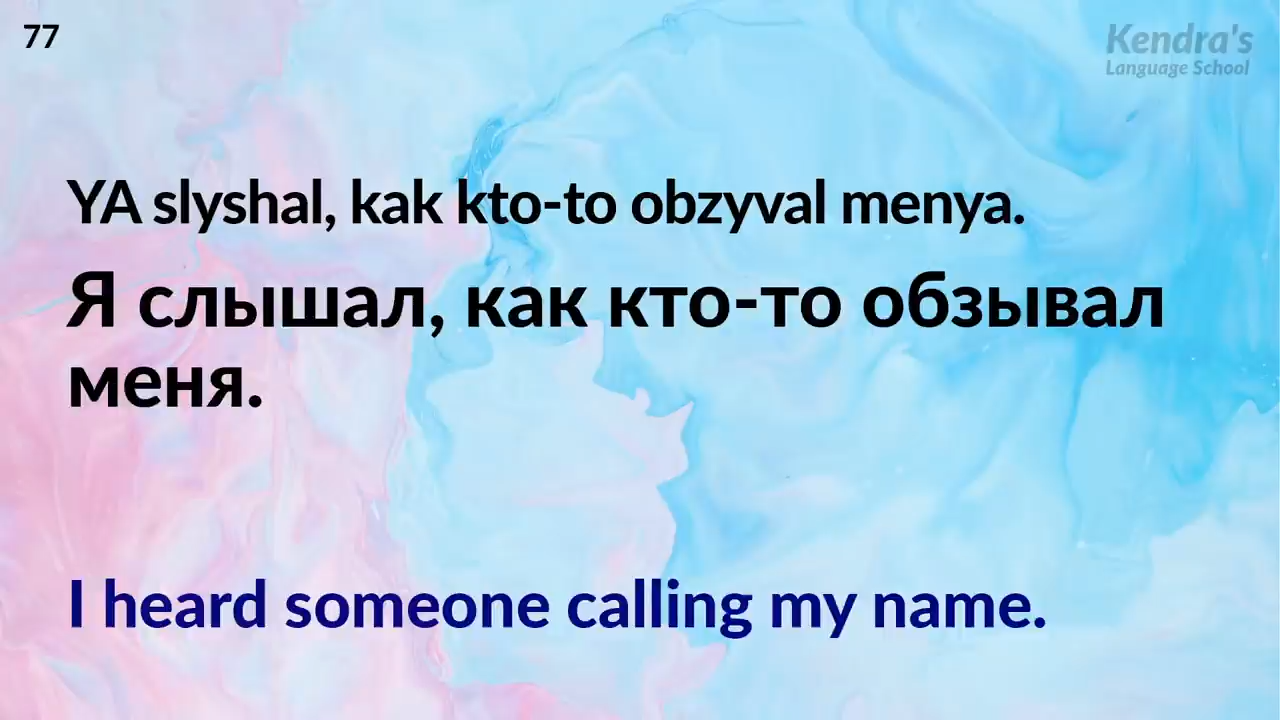 77
Kendra's
Language School
YA slyshal, kak kto-to obzyval menya.
Я слышал, как кто-то обзывал
меня.
I heard someone calling my name.